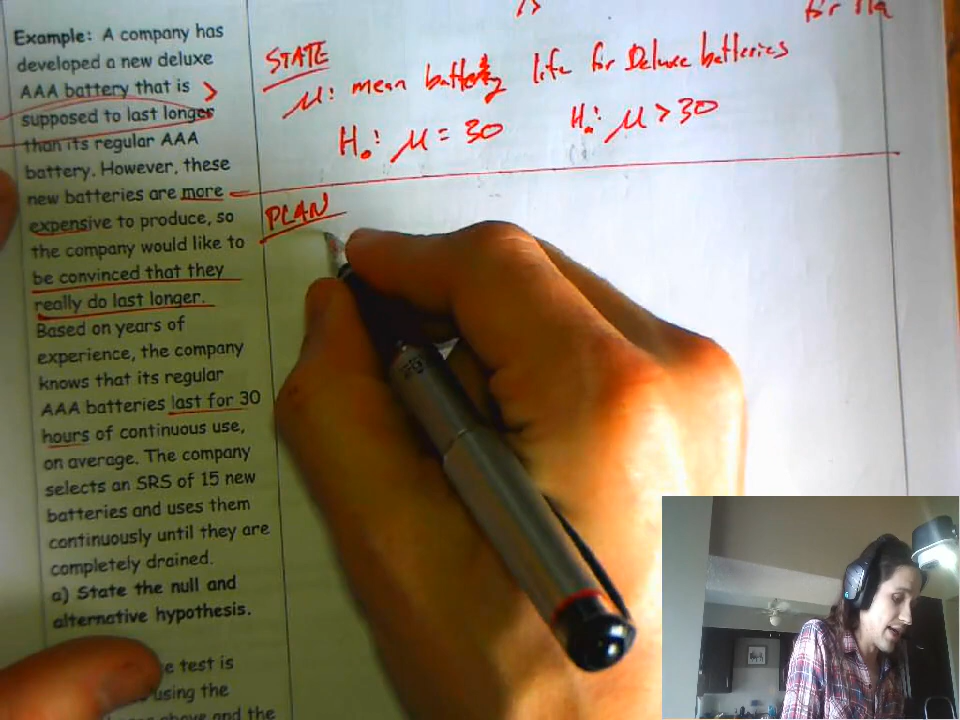 for Ha
Example: A company has
developed a new deluxe
AAA battery that is
supposed to last longer
than its regular AAA
battery. However, these
new batteries are more
expensive to produce, so
the company would like to
be convinced that they
really do last longer.
Based on years of
experience, the company
knows that its regular
AAA batteries last for 30
hours of continuous use,
on average. The company
selects an SRS of 15 new
batteries and uses them
continuously until they are
completely drained.
a) State the null and
alternative hypothesis.
e test is
using the
above and the
>
STATE
μ: mean battery life for Deluxe batteries
H₀: μ = 30 H₀: μ > 30
PLAN